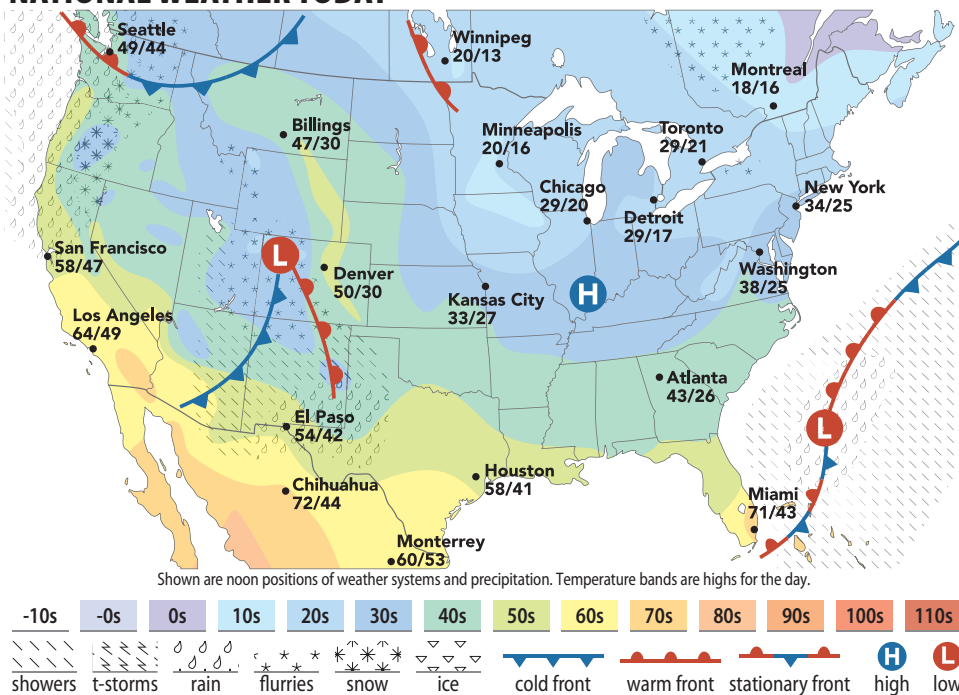 NATIONAL WEATHER TODAY
Seattle
49/44
Winnipeg
20/13
Montreal
18/16
Billings
47/30
Minneapolis
20/16
Toronto
29/21
Chicago
29/20
Detroit
29/17
New York
34/25
San Francisco
58/47
L
Denver
50/30
Kansas City
33/27
H
Washington
38/25
Los Angeles
64/49
Atlanta
43/26
El Paso
54/42
L
Chihuahua
72/44
Houston
58/41
Miami
71/43
Monterrey
60/53
Shown are noon positions of weather systems and precipitation. Temperature bands are highs for the day.
-10s -0s 0s 10s 20s 30s 40s 50s 60s 70s 80s 90s 100s 110s
H L
showers t-storms rain flurries snow ice cold front warm front stationary front high low